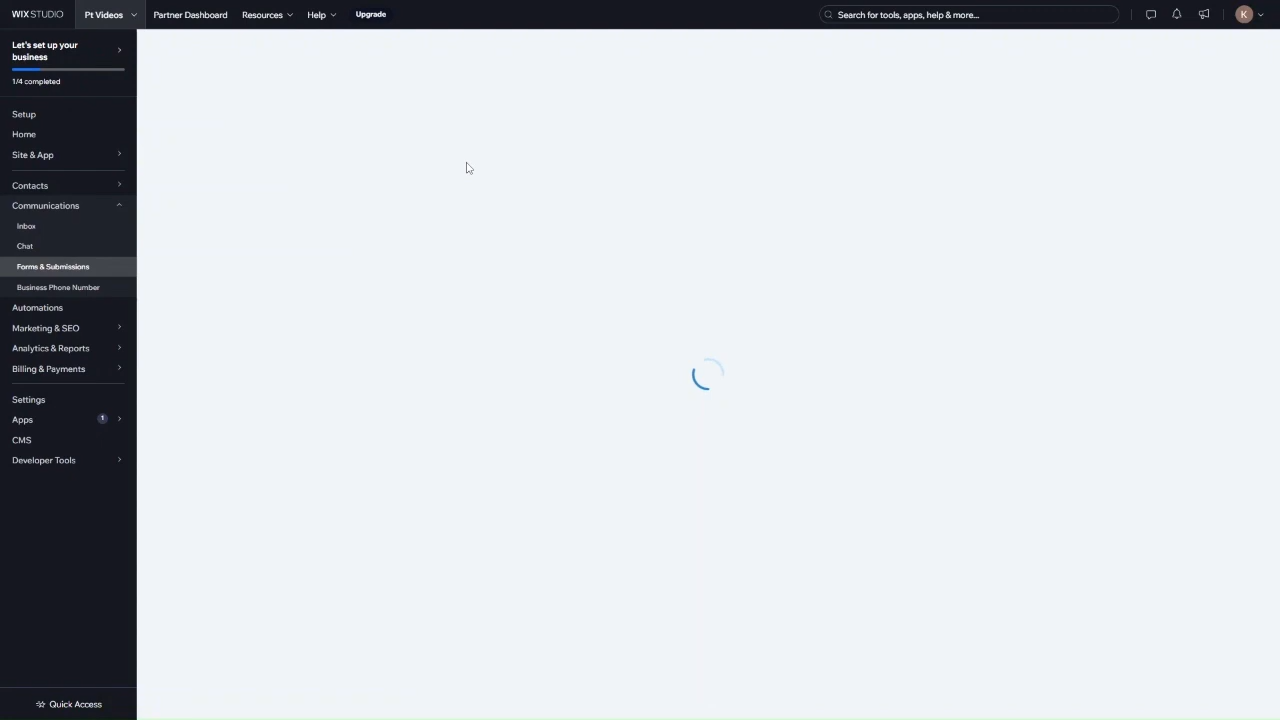 WIX STUDIO
Pt Videos
Partner Dashboard
Resources
Help
Upgrade
Search for tools, apps, help & more...
K
Let's set up your
business
1/4 completed
Setup
Home
Site & App
Contacts
Communications
Inbox
Chat
Forms & Submissions
Business Phone Number
Automations
Marketing & SEO
Analytics & Reports
Billing & Payments
Settings
Apps
1
CMS
Developer Tools
Quick Access